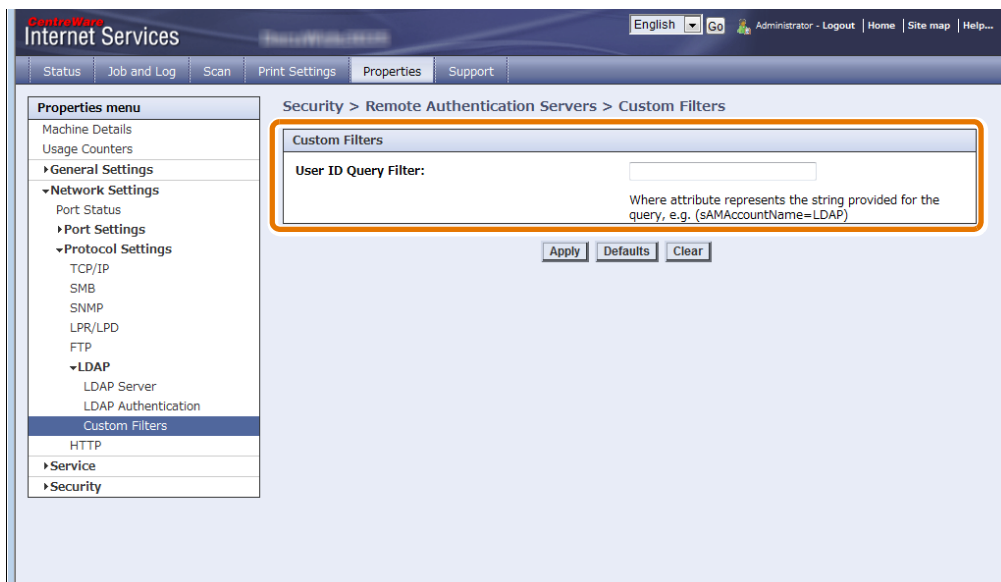 CentreWare
Internet Services
English Go Administrator - Logout | Home | Site map | Help...
Status Job and Log Scan Print Settings Properties Support
Properties menu
Machine Details
Usage Counters
General Settings
Network Settings
Port Status
Port Settings
Protocol Settings
TCP/IP
SMB
SNMP
LPR/LPD
FTP
LDAP
LDAP Server
LDAP Authentication
Custom Filters
HTTP
Service
Security
Security > Remote Authentication Servers > Custom Filters
Custom Filters
User ID Query Filter:
Where attribute represents the string provided for the
query, e.g. (sAMAccountName=LDAP)
Apply Defaults Clear